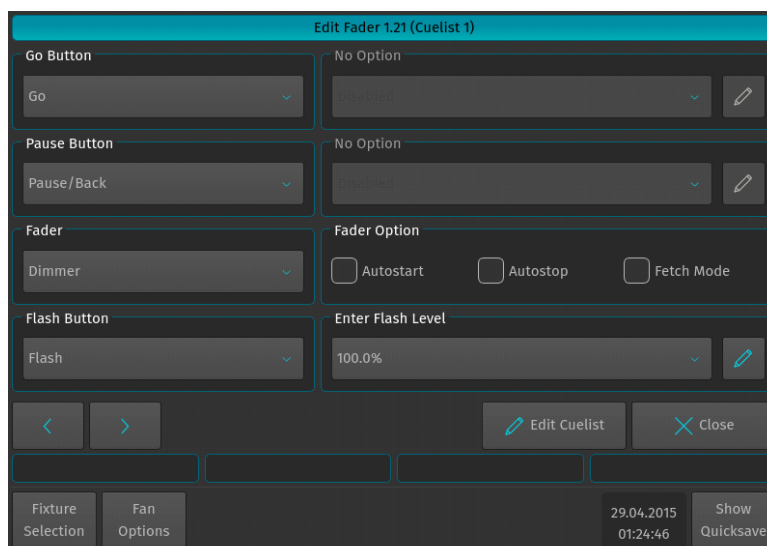 Edit Fader 1.21 (Cuelist 1)
Go Button
No Option
Go
Disabled
Pause Button
No Option
Pause/Back
Disabled
Fader
Fader Option
Dimmer
Autostart
Autostop
Fetch Mode
Flash Button
Enter Flash Level
Flash
100.0%
Edit Cuelist
Close
Fixture
Selection
Fan
Options
29.04.2015
01:24:46
Show
Quicksave